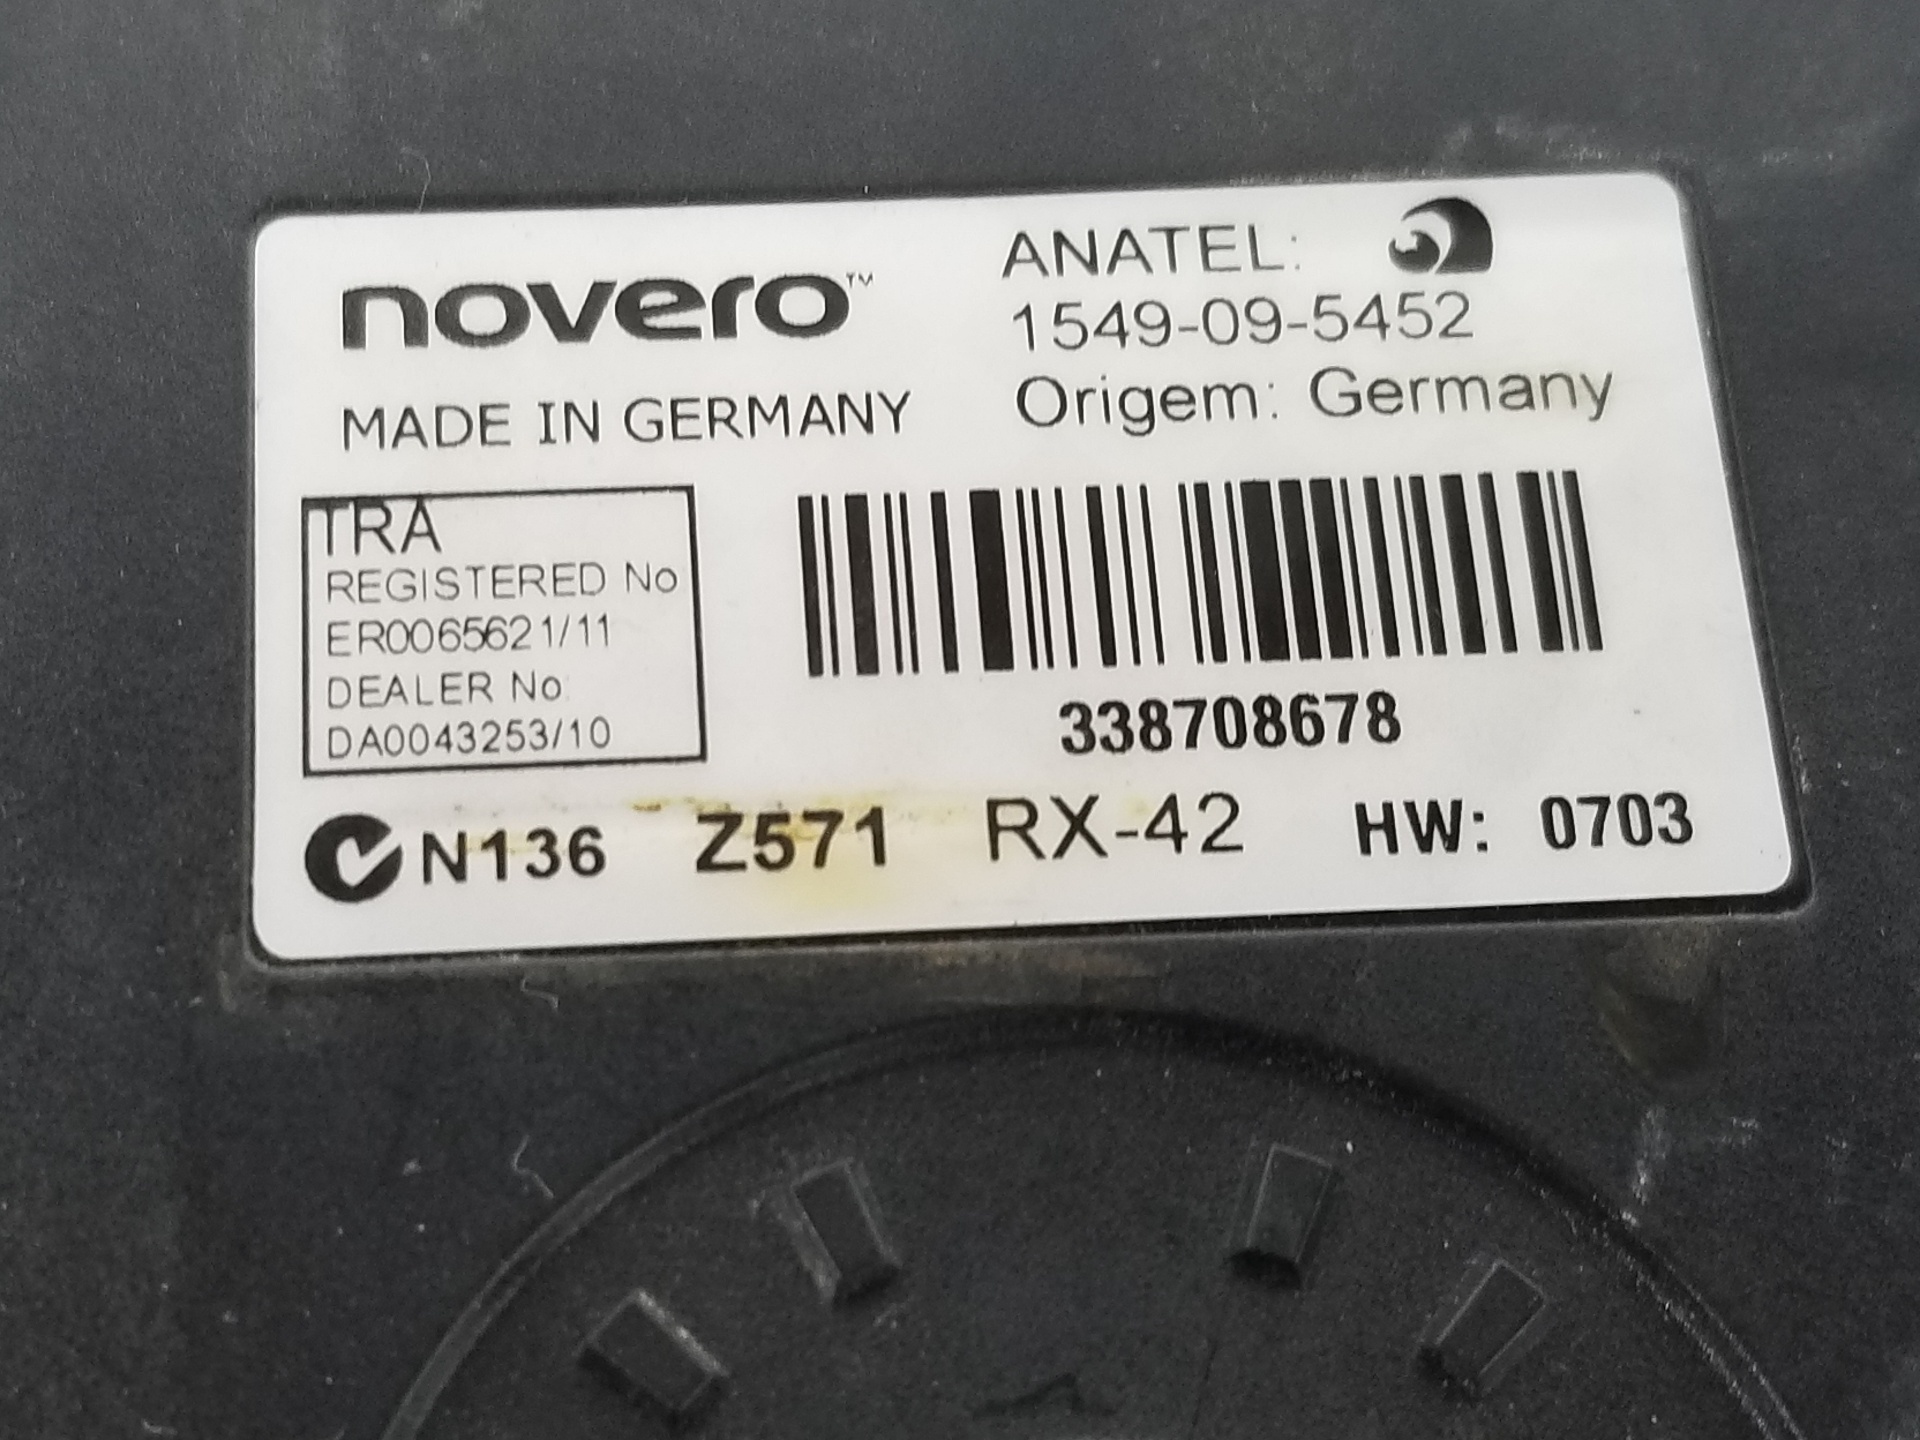 novero™
MADE IN GERMANY
ANATEL:
1549-09-5452
Origem: Germany
TRA
REGISTERED No
ER0065621/11
DEALER No
DA0043253/10
338708678
N136 Z571 RX-42 HW: 0703